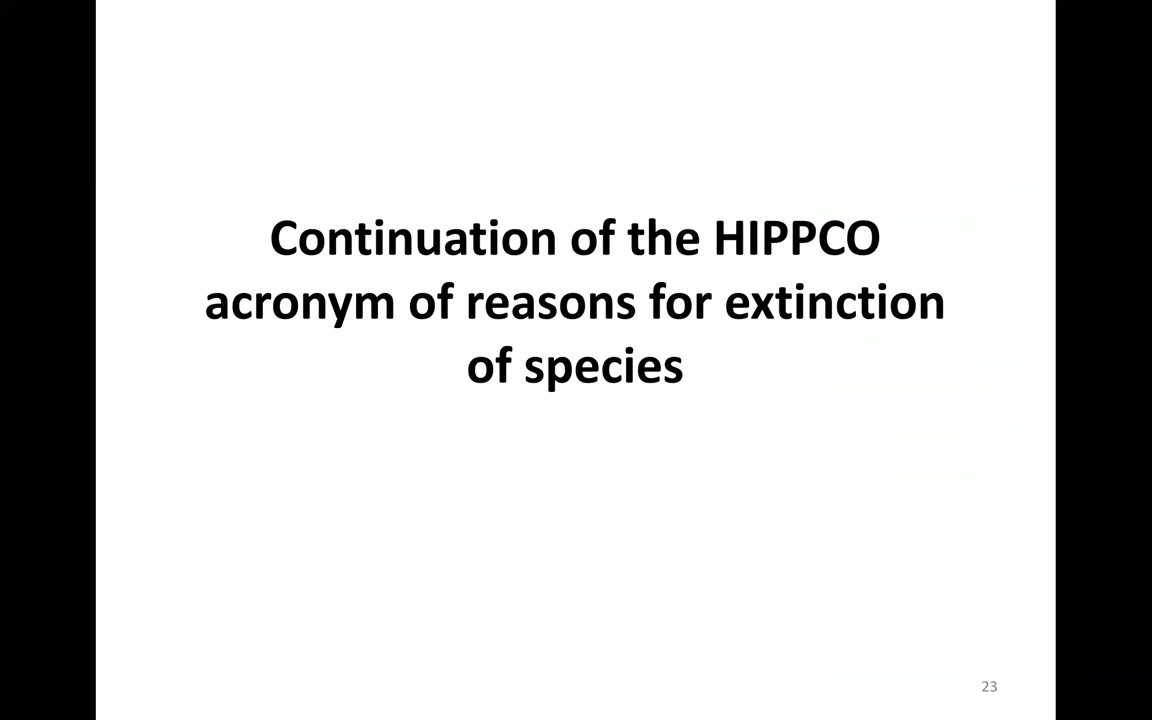 Continuation of the HIPPCO
acronym of reasons for extinction
of species
23